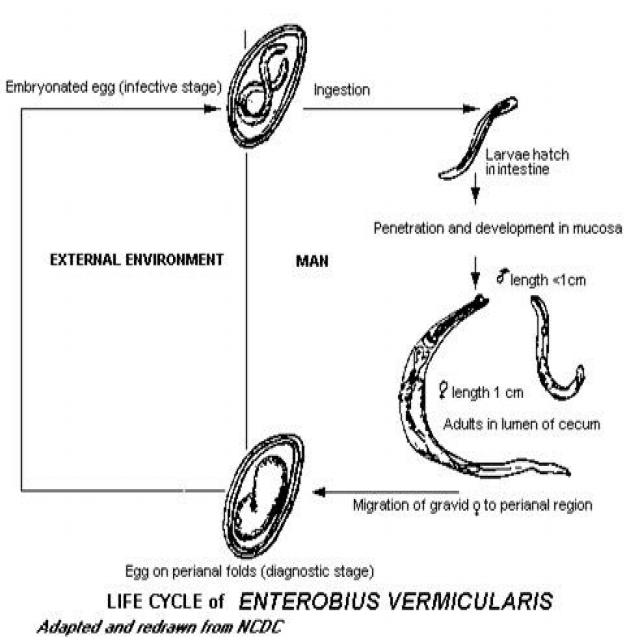 Embryonated egg (infective stage)
Ingestion
Larvae hatch
in intestine
Penetration and development in mucosa
EXTERNAL ENVIRONMENT
MAN
♂ length <1cm
♀ length 1 cm
Adults in lumen of cecum
Migration of gravid ♀ to perianal region
Egg on perianal folds (diagnostic stage)
LIFE CYCLE of ENTEROBIUS VERMICULARIS
Adapted and redrawn from NCDC